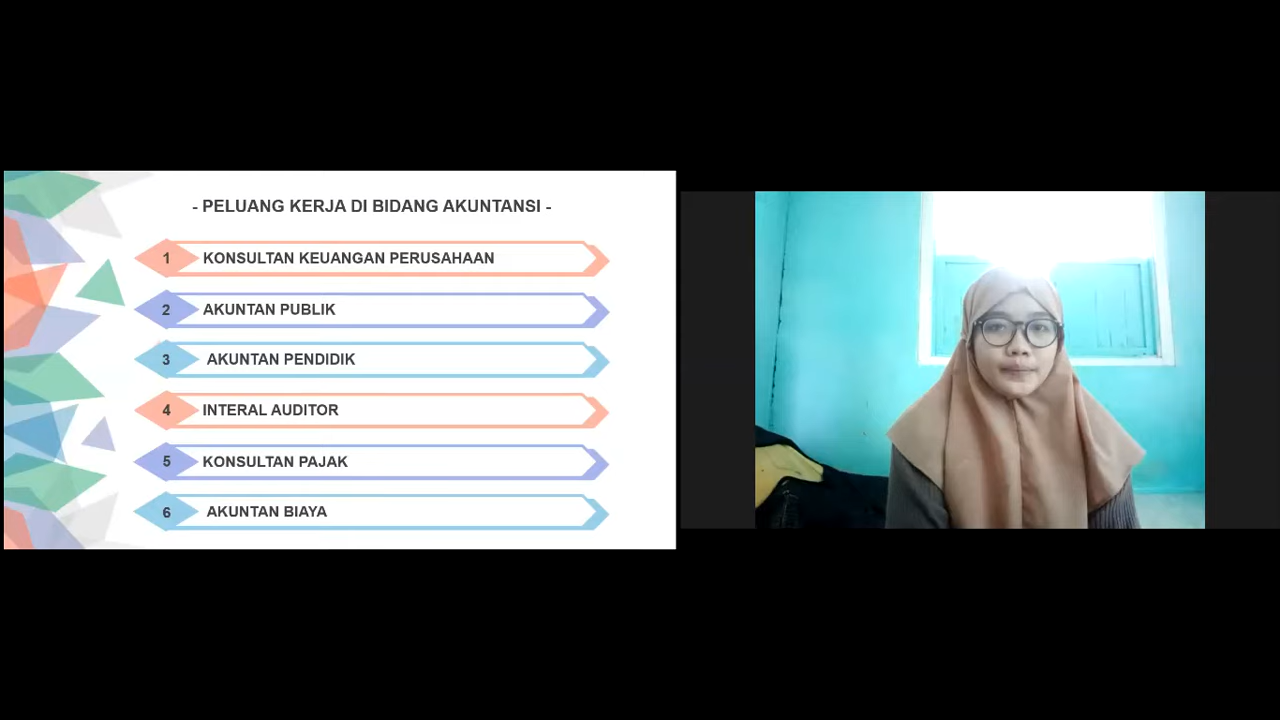 - PELUANG KERJA DI BIDANG AKUNTANSI -
1 KONSULTAN KEUANGAN PERUSAHAAN
2 AKUNTAN PUBLIK
3 AKUNTAN PENDIDIK
4 INTERAL AUDITOR
5 KONSULTAN PAJAK
6 AKUNTAN BIAYA